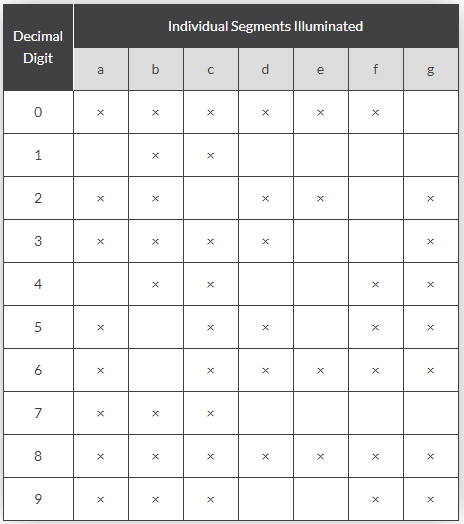 Decimal Digit Individual Segments Illuminated
a b c d e f g
0 × × × × × ×
1 × ×
2 × × × × ×
3 × × × × ×
4 × × × ×
5 × × × × ×
6 × × × × × ×
7 × × ×
8 × × × × × × ×
9 × × × × ×